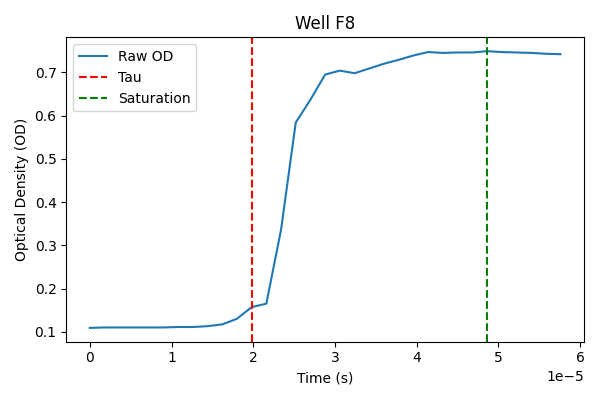 Well F8
Raw OD
Tau
Saturation
Optical Density (OD)
0.7
0.6
0.5
0.4
0.3
0.2
0.1
0 1 2 3 4 5 6
1e−5
Time (s)